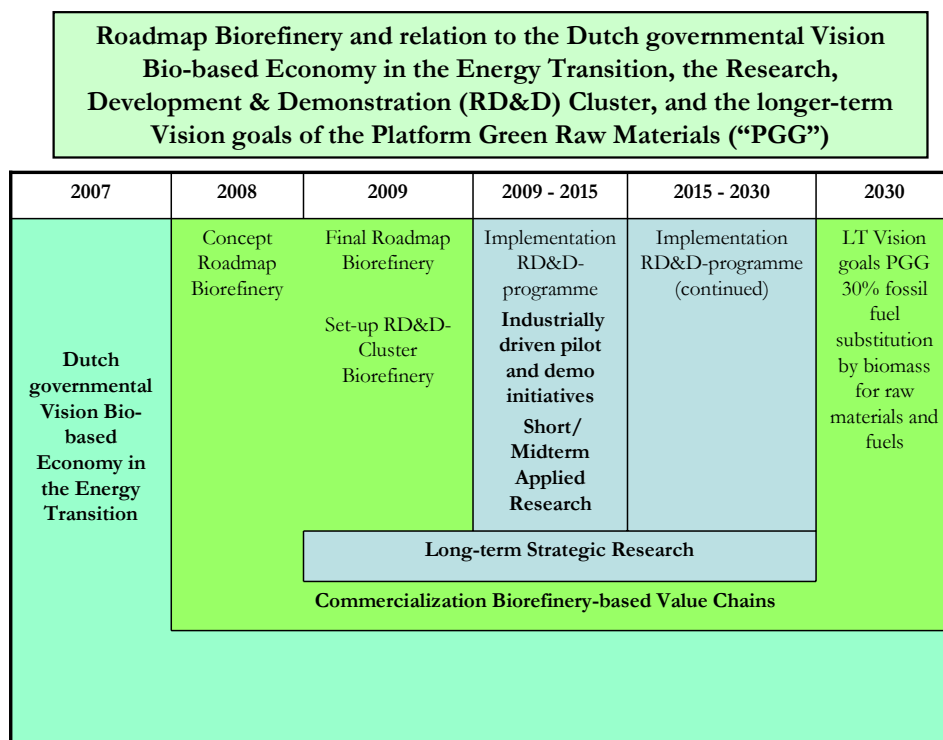 Roadmap Biorefinery and relation to the Dutch governmental Vision
Bio-based Economy in the Energy Transition, the Research,
Development & Demonstration (RD&D) Cluster, and the longer-term
Vision goals of the Platform Green Raw Materials (“PGG”)
2007
2008
2009
2009 - 2015
2015 - 2030
2030
Dutch
governmental
Vision Bio-
based
Economy in
the Energy
Transition
Concept
Roadmap
Biorefinery
Final Roadmap
Biorefinery
Set-up RD&D-
Cluster
Biorefinery
Implementation
RD&D-
programme
Industrially
driven pilot
and demo
initiatives
Short/
Midterm
Applied
Research
Implementation
RD&D-programme
(continued)
LT Vision
goals PGG
30% fossil
fuel
substitution
by biomass
for raw
materials and
fuels
Long-term Strategic Research
Commercialization Biorefinery-based Value Chains